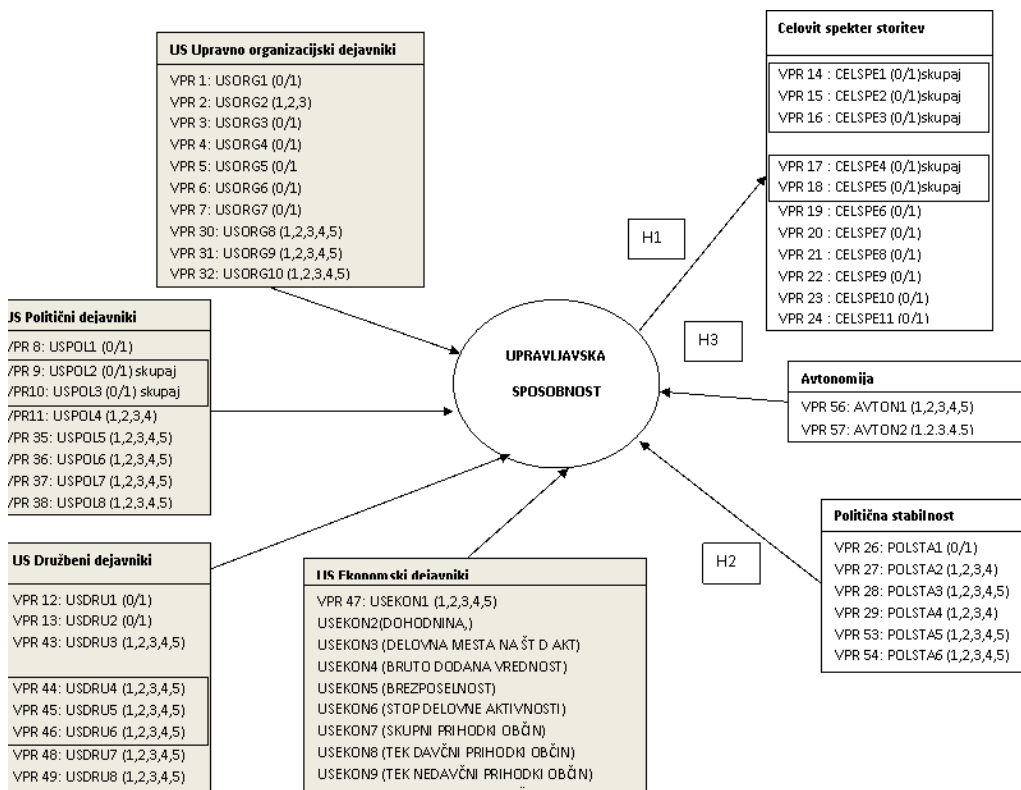 US Upravno organizacijski dejavniki
VPR 1: USORG1 (0/1)
VPR 2: USORG2 (1,2,3)
VPR 3: USORG3 (0/1)
VPR 4: USORG4 (0/1)
VPR 5: USORG5 (0/1
VPR 6: USORG6 (0/1)
VPR 7: USORG7 (0/1)
VPR 30: USORG8 (1,2,3,4,5)
VPR 31: USORG9 (1,2,3,4,5)
VPR 32: USORG10 (1,2,3,4,5)
Celovit spekter storitev
VPR 14 : CELSPE1 (0/1)skupaj
VPR 15 : CELSPE2 (0/1)skupaj
VPR 16 : CELSPE3 (0/1)skupaj
VPR 17 : CELSPE4 (0/1)skupaj
VPR 18 : CELSPE5 (0/1)skupaj
VPR 19 : CELSPE6 (0/1)
VPR 20 : CELSPE7 (0/1)
VPR 21 : CELSPE8 (0/1)
VPR 22 : CELSPE9 (0/1)
VPR 23 : CELSPE10 (0/1)
VPR 24 : CELSPE11 (0/1)
H1
H3
US Politični dejavniki
VPR 8: USPOL1 (0/1)
VPR 9: USPOL2 (0/1) skupaj
VPR10: USPOL3 (0/1) skupaj
VPR11: USPOL4 (1,2,3,4)
VPR 35: USPOL5 (1,2,3,4,5)
VPR 36: USPOL6 (1,2,3,4,5)
VPR 37: USPOL7 (1,2,3,4,5)
VPR 38: USPOL8 (1,2,3,4,5)
UPRAVLJAVSKA
SPOSOBNOST
Avtonomija
VPR 56: AVTON1 (1,2,3,4,5)
VPR 57: AVTON2 (1,2,3,4,5)
Politična stabilnost
VPR 26: POLSTA1 (0/1)
VPR 27: POLSTA2 (1,2,3,4)
VPR 28: POLSTA3 (1,2,3,4,5)
VPR 29: POLSTA4 (1,2,3,4)
VPR 53: POLSTA5 (1,2,3,4,5)
VPR 54: POLSTA6 (1,2,3,4,5)
H2
US Družbeni dejavniki
VPR 12: USDRU1 (0/1)
VPR 13: USDRU2 (0/1)
VPR 43: USDRU3 (1,2,3,4,5)
VPR 44: USDRU4 (1,2,3,4,5)
VPR 45: USDRU5 (1,2,3,4,5)
VPR 46: USDRU6 (1,2,3,4,5)
VPR 48: USDRU7 (1,2,3,4,5)
VPR 49: USDRU8 (1,2,3,4,5)
US Ekonomski dejavniki
VPR 47: USEKON1 (1,2,3,4,5)
USEKON2(DOHODNINA,)
USEKON3 (DELOVNA MESTA NA ŠT D AKT)
USEKON4 (BRUTO DODANA VREDNOST)
USEKON5 (BREZPOSELNOST)
USEKON6 (STOP DELOVNE AKTIVNOSTI)
USEKON7 (SKUPNI PRIHODKI OBČIN)
USEKON8 (TEK DAVČNI PRIHODKI OBČIN)
USEKON9 (TEK NEDAVČNI PRIHODKI OBČIN)